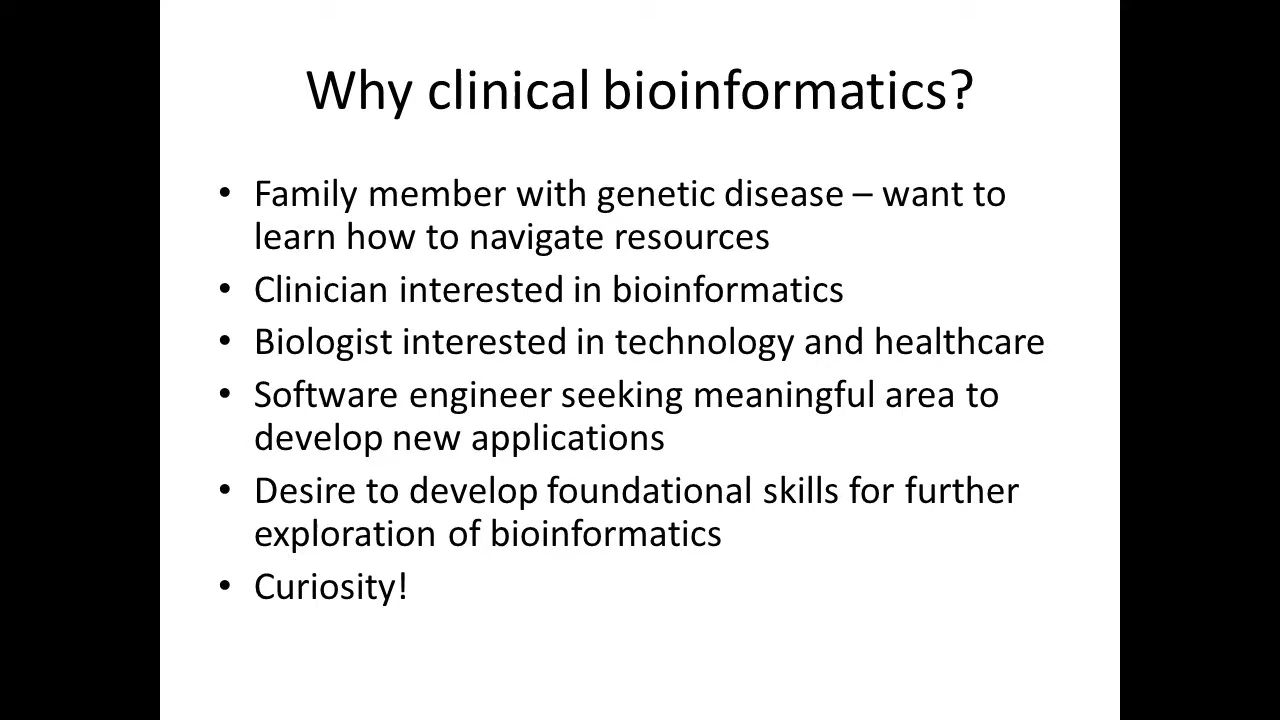 Why clinical bioinformatics?
• Family member with genetic disease – want to
learn how to navigate resources
• Clinician interested in bioinformatics
• Biologist interested in technology and healthcare
• Software engineer seeking meaningful area to
develop new applications
• Desire to develop foundational skills for further
exploration of bioinformatics
• Curiosity!